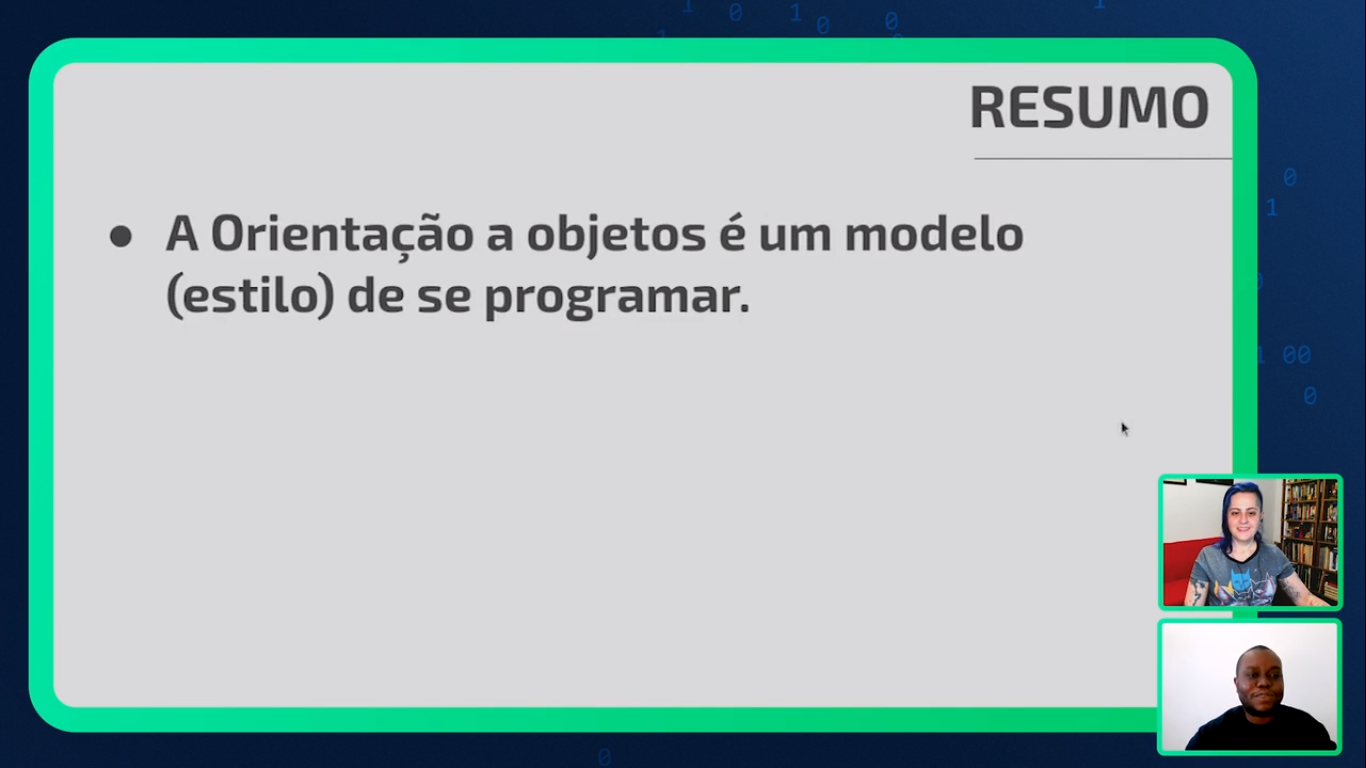 RESUMO
● A Orientação a objetos é um modelo
(estilo) de se programar.